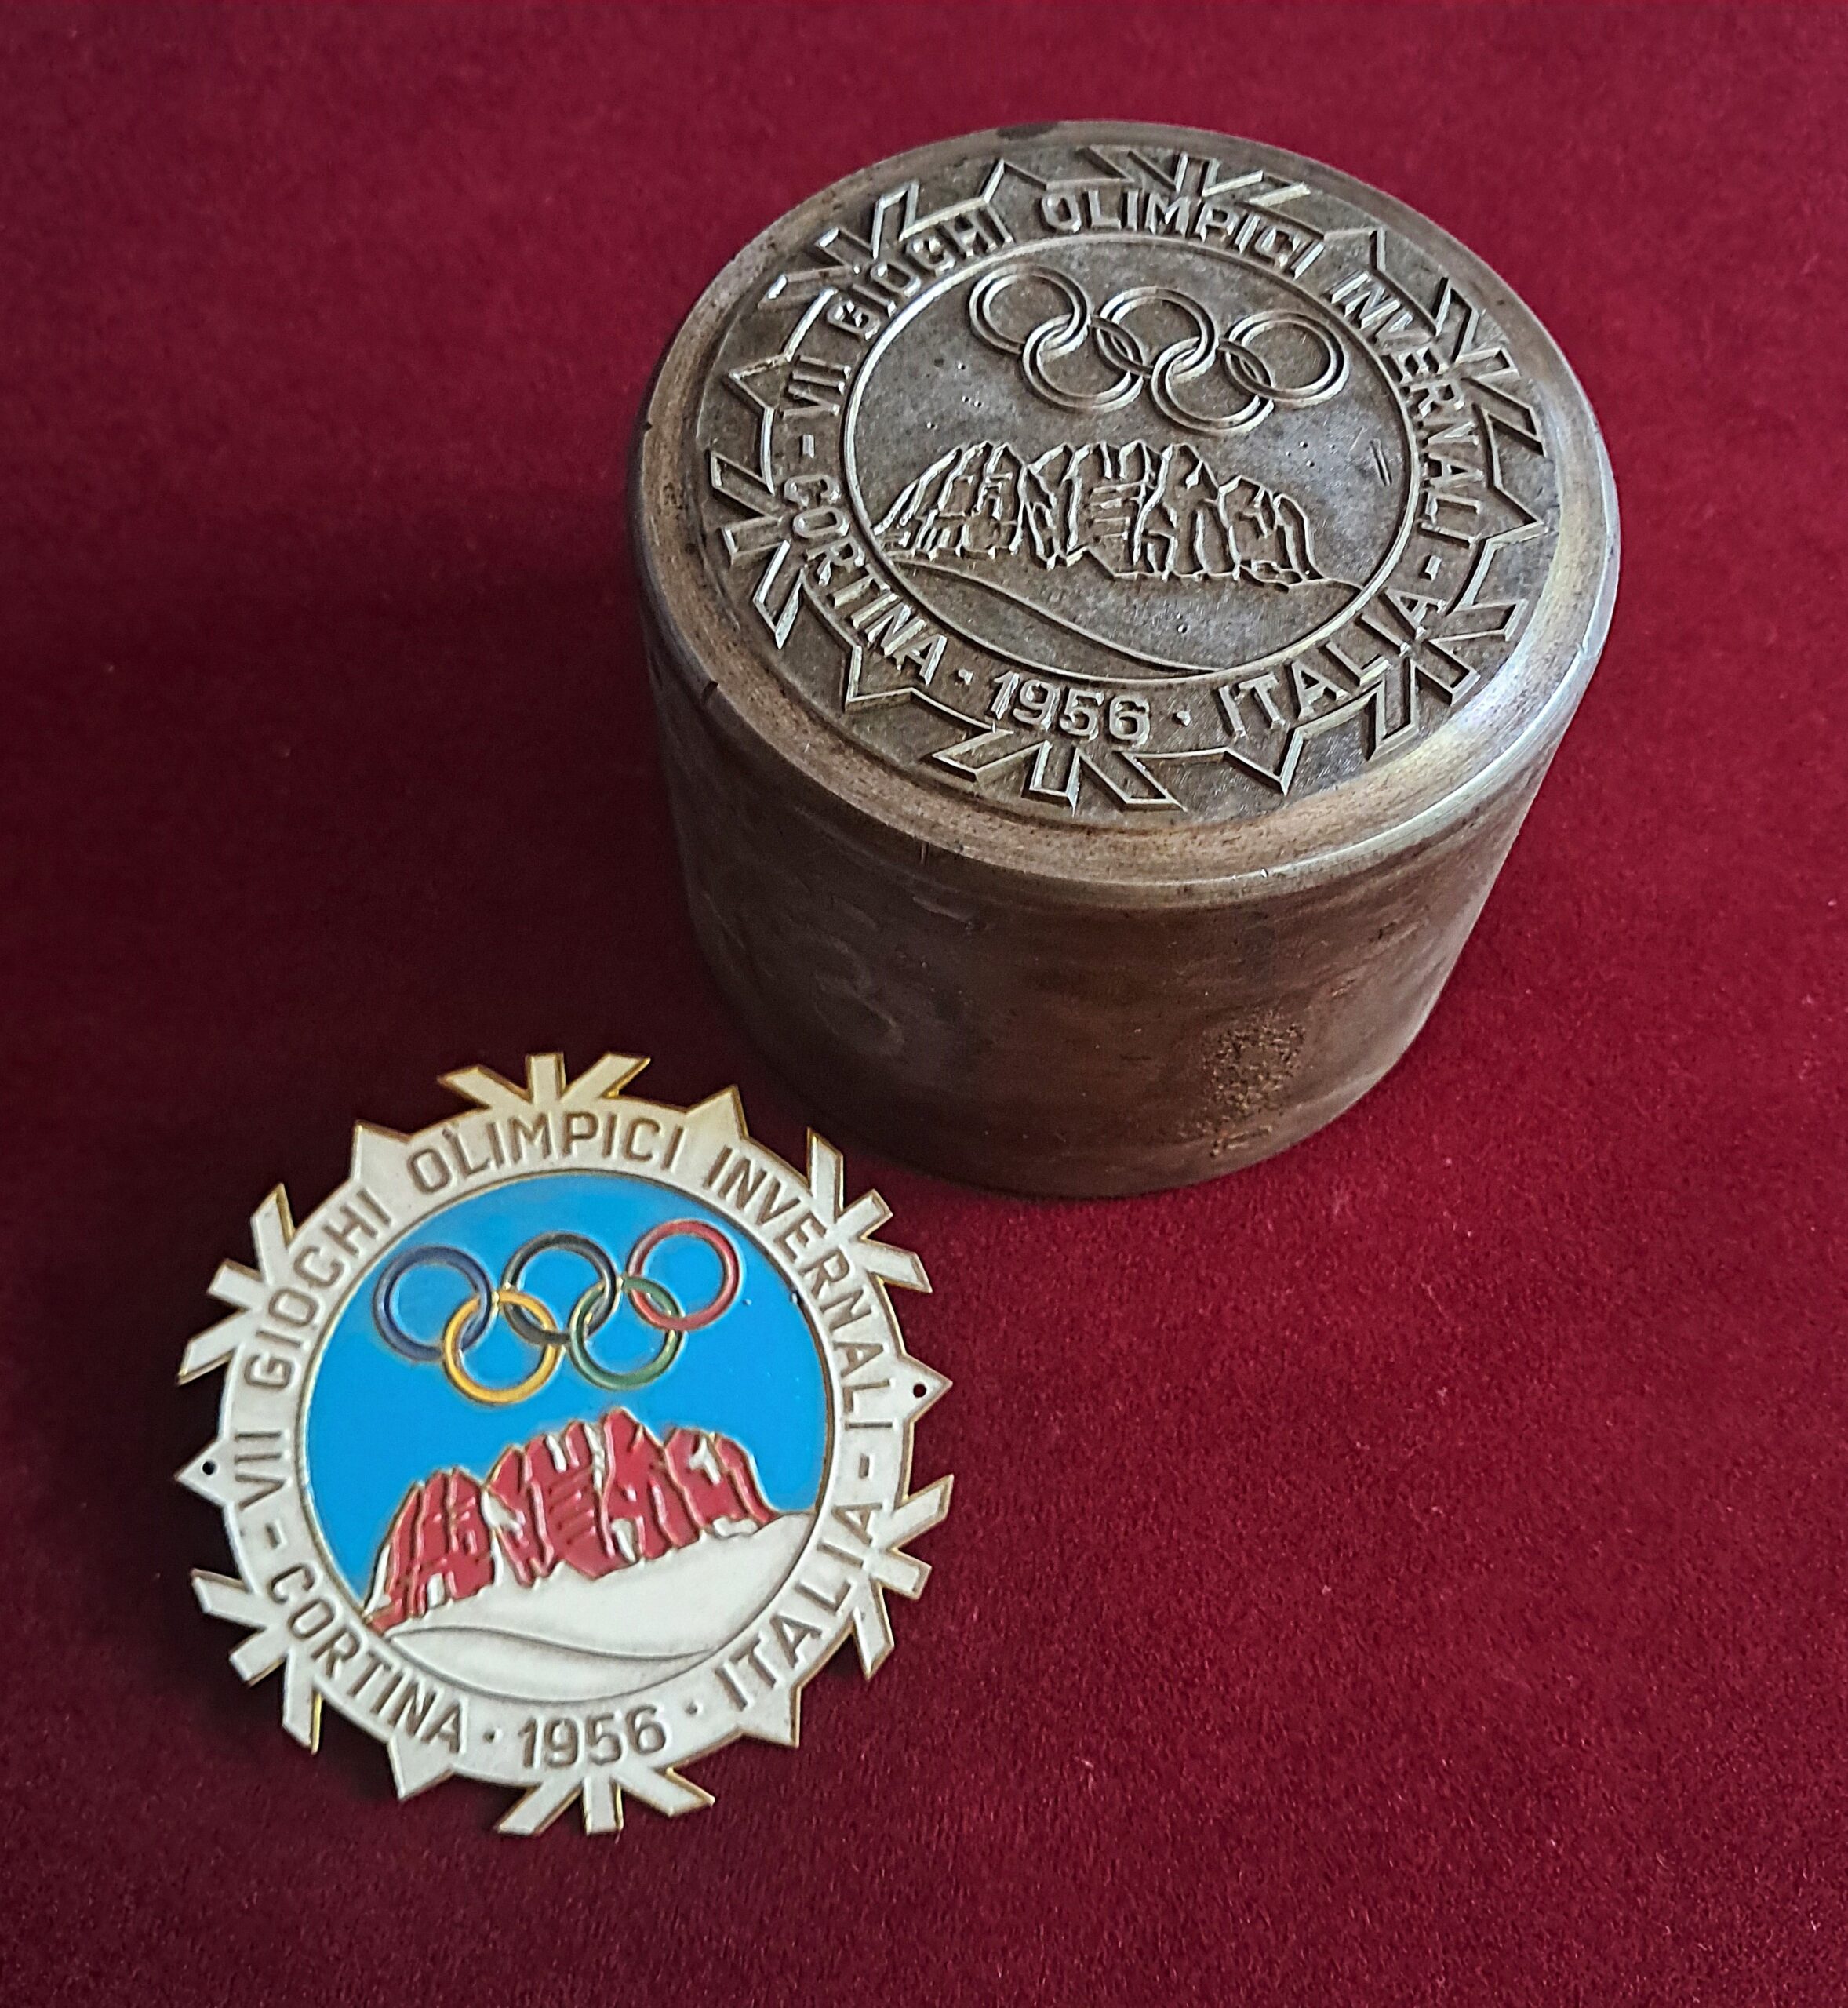 VII GIOCHI OLIMPICI INVERNALI - ITALIA · 1956 · CORTINA -
VII GIOCHI OLIMPICI INVERNALI - ITALIA · 1956 · CORTINA -